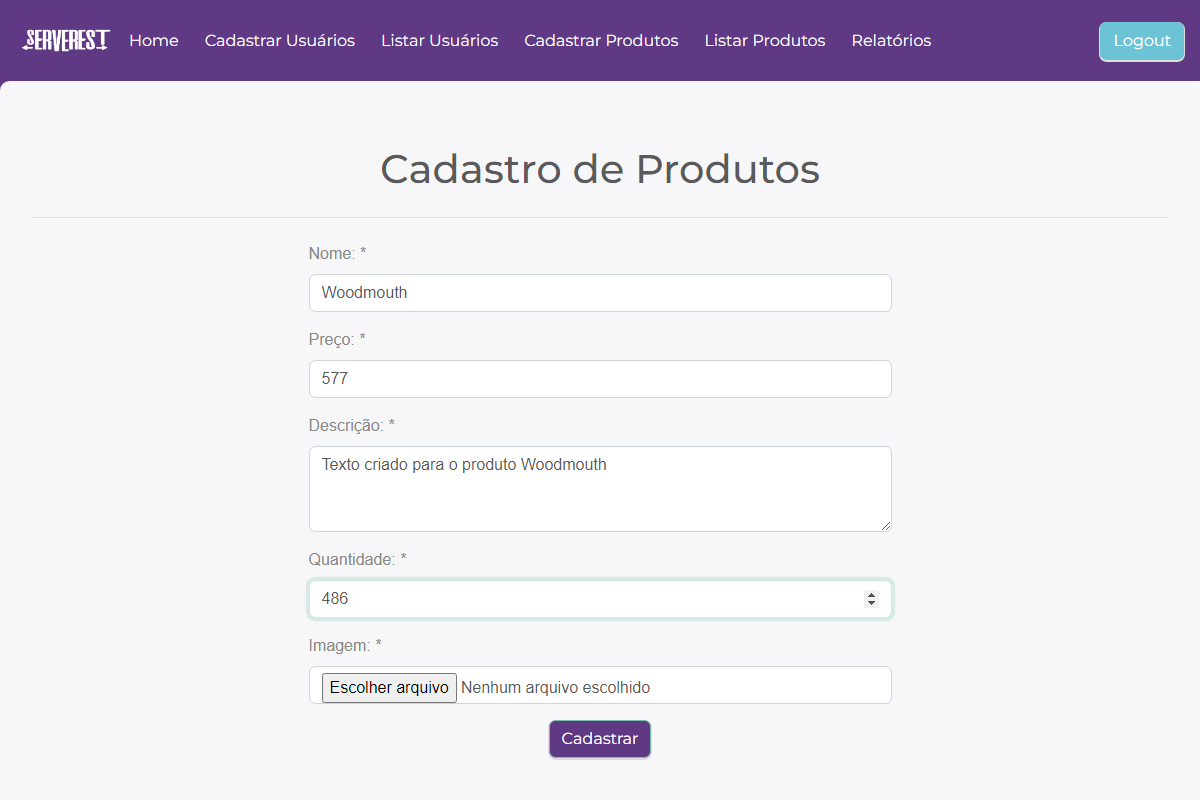 SERVEREST Home Cadastrar Usuários Listar Usuários Cadastrar Produtos Listar Produtos Relatórios Logout
Cadastro de Produtos
Nome: *
Woodmouth
Preço: *
577
Descrição: *
Texto criado para o produto Woodmouth
Quantidade: *
486
Imagem: *
Escolher arquivo Nenhum arquivo escolhido
Cadastrar